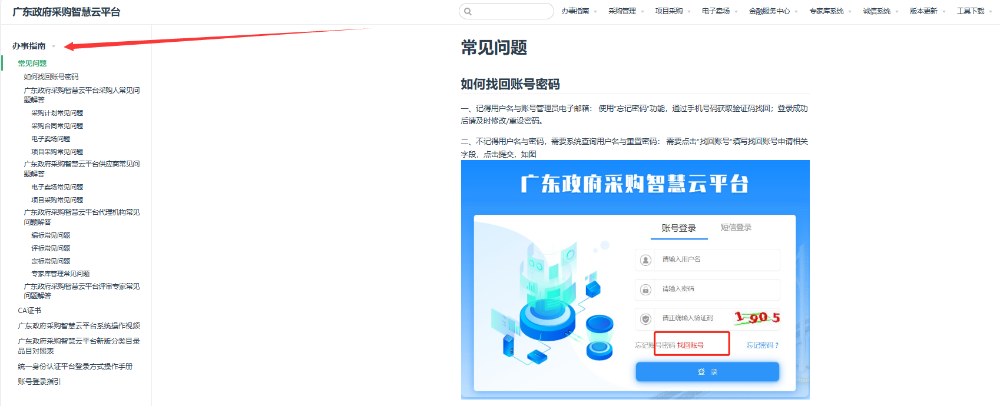 广东政府采购智慧云平台
办事指南
采购管理
项目采购
电子卖场
金融服务中心
专家库系统
诚信系统
版本更新
工具下载
办事指南
常见问题
如何找回账号密码
广东政府采购智慧云平台采购人常见问
题解答
采购计划常见问题
采购合同常见问题
电子卖场问题
项目采购常见问题
广东政府采购智慧云平台供应商常见问
题解答
电子卖场常见问题
项目采购常见问题
广东政府采购智慧云平台代理机构常见
问题解答
编标常见问题
评标常见问题
定标常见问题
专家库管理常见问题
广东政府采购智慧云平台评审专家常见
问题解答
CA证书
广东政府采购智慧云平台系统操作视频
广东政府采购智慧云平台新版分类目录
品目对照表
统一身份认证平台登录方式操作手册
账号登录指引
常见问题
如何找回账号密码
一、记得用户名与账号管理员电子邮箱： 使用“忘记密码”功能，通过手机号码获取验证码找回；登录成功
后请及时修改/重设密码。
二、不记得用户名与密码，需要系统查询用户名与重置密码： 需要点击“找回账号”填写找回账号申请相关
字段，点击提交，如图
广东政府采购智慧云平台
账号登录 短信登录
请输入用户名
请输入密码
请正确输入验证码 1905
忘记账号密码 找回账号 忘记密码？
登 录